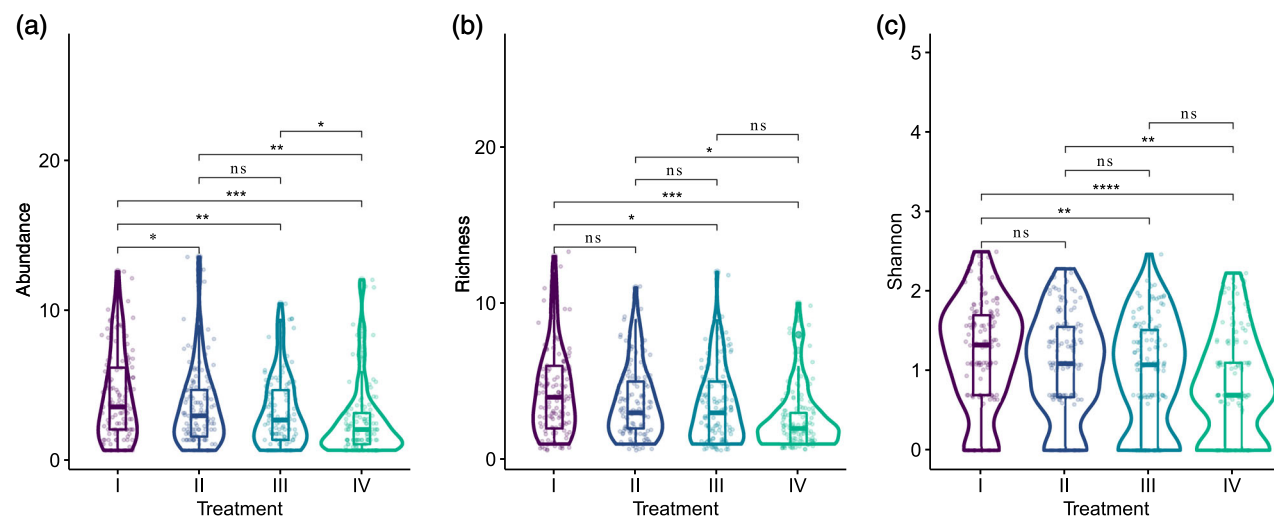 (a)
Abundance
20
10
0
*
**
ns
***
**
*
I II III IV
Treatment
(b)
Richness
20
10
0
ns
*
ns
***
*
ns
I II III IV
Treatment
(c)
Shannon
5
4
3
2
1
0
ns
**
ns
****
**
ns
I II III IV
Treatment